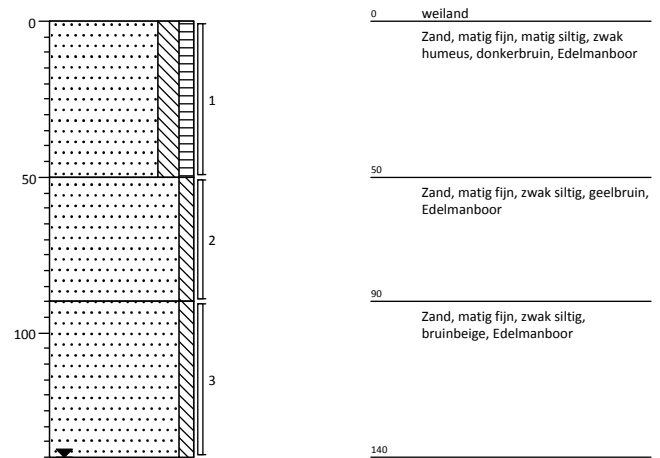 0
50
100
1
2
3
0 weiland
Zand, matig fijn, matig siltig, zwak
humeus, donkerbruin, Edelmanboor
50
Zand, matig fijn, zwak siltig, geelbruin,
Edelmanboor
90
Zand, matig fijn, zwak siltig,
bruinbeige, Edelmanboor
140